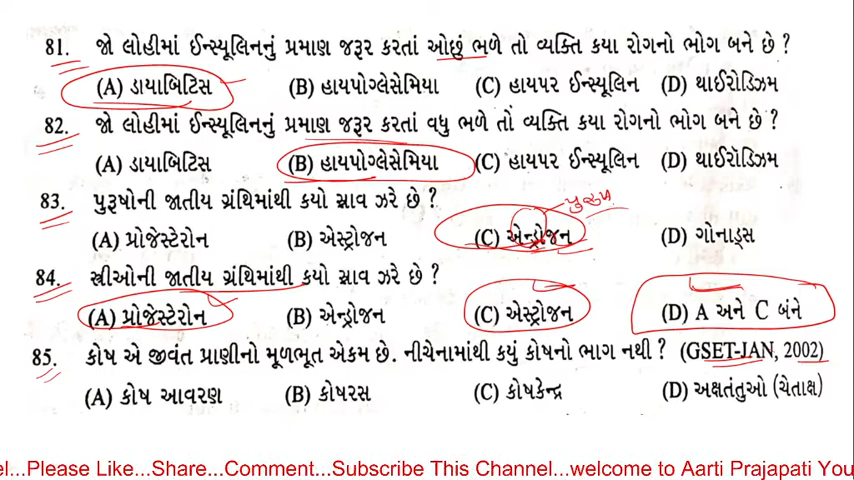 81. જો લોહીમાં ઈન્સ્યૂલિનનું પ્રમાણ જરૂર કરતાં ઓછું ભળે તો વ્યક્તિ કયા રોગનો ભોગ બને છે ?
(A) ડાયાબિટિસ (B) હાયપોગ્લેસેમિયા (C) હાયપર ઈન્સ્યૂલિન (D) થાઈરોડિઝમ
82. જો લોહીમાં ઈન્સ્યૂલિનનું પ્રમાણ જરૂર કરતાં વધુ ભળે તો વ્યક્તિ કયા રોગનો ભોગ બને છે ?
(A) ડાયાબિટિસ (B) હાયપોગ્લેસેમિયા (C) હાયપર ઈન્સ્યૂલિન (D) થાઈરોડિઝમ
83. પુરૂષોની જાતીય ગ્રંથિમાંથી કયો સ્રાવ ઝરે છે ?
પુરુષ
(A) પ્રોજેસ્ટેરોન (B) એસ્ટ્રોજન (C) એન્ડ્રોજન (D) ગોનાડ્સ
84. સ્ત્રીઓની જાતીય ગ્રંથિમાંથી કયો સ્રાવ ઝરે છે ?
(A) પ્રોજેસ્ટેરોન (B) એન્ડ્રોજન (C) એસ્ટ્રોજન (D) A અને C બંને
85. કોષ એ જીવંત પ્રાણીનો મૂળભૂત એકમ છે. નીચેનામાંથી કયું કોષનો ભાગ નથી ? (GSET-JAN, 2002)
(A) કોષ આવરણ (B) કોષરસ (C) કોષકેન્દ્ર (D) અક્ષતંતુઓ (ચેતાક્ષ)
el...Please Like...Share...Comment...Subscribe This Channel...welcome to Aarti Prajapati You